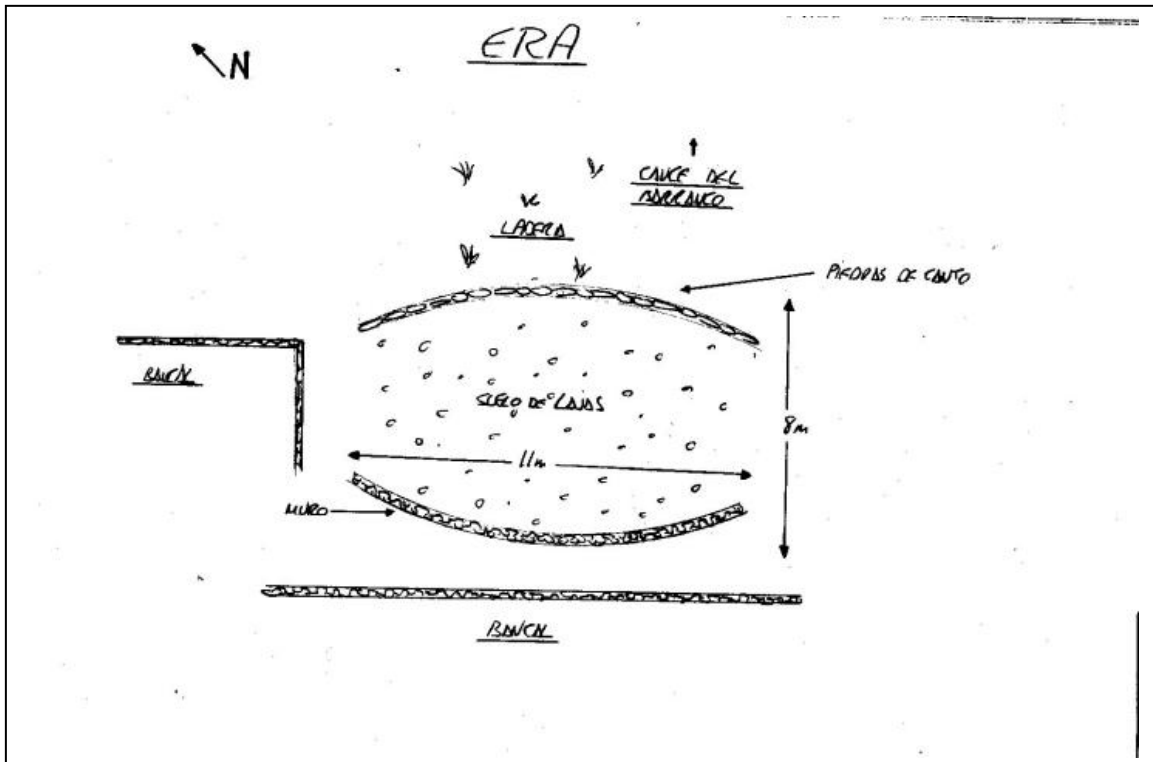 ERA
N
CAUCE DEL
BARRANCO
LADERA
PIEDRAS DE CANTO
BANCAL
SUELO DE LAJAS
8m
11m
MURO
BANCAL